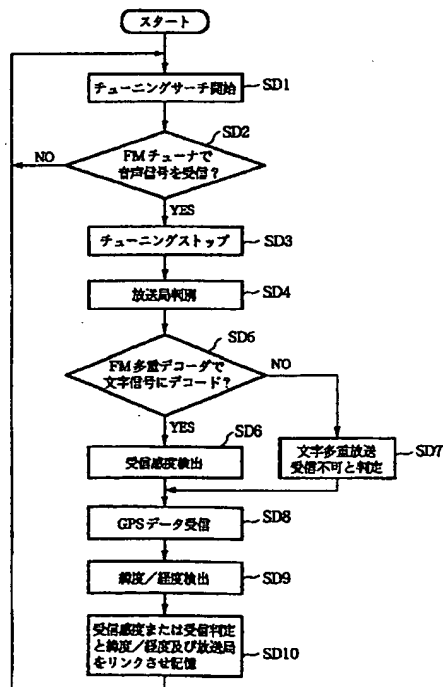 スタート
チューニングサーチ開始
SD1
SD2
FMチューナで
音声信号を受信？
NO
YES
チューニングストップ
SD3
放送局判別
SD4
SD5
FM多重デコーダで
文字信号にデコード？
NO
YES
SD6
受信感度検出
文字多重放送
受信不可と判定
SD7
GPSデータ受信
SD8
緯度／経度検出
SD9
受信感度または受信判定
と緯度／経度及び放送局
をリンクさせ記憶
SD10